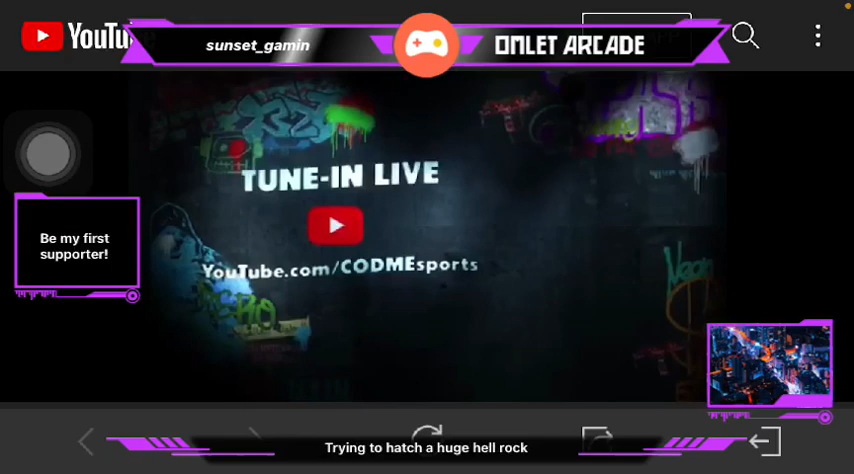 YouTube
sunset_gamin
OMLET ARCADE
TUNE-IN LIVE
YouTube.com/CODMEsports
Be my first
supporter!
Trying to hatch a huge hell rock